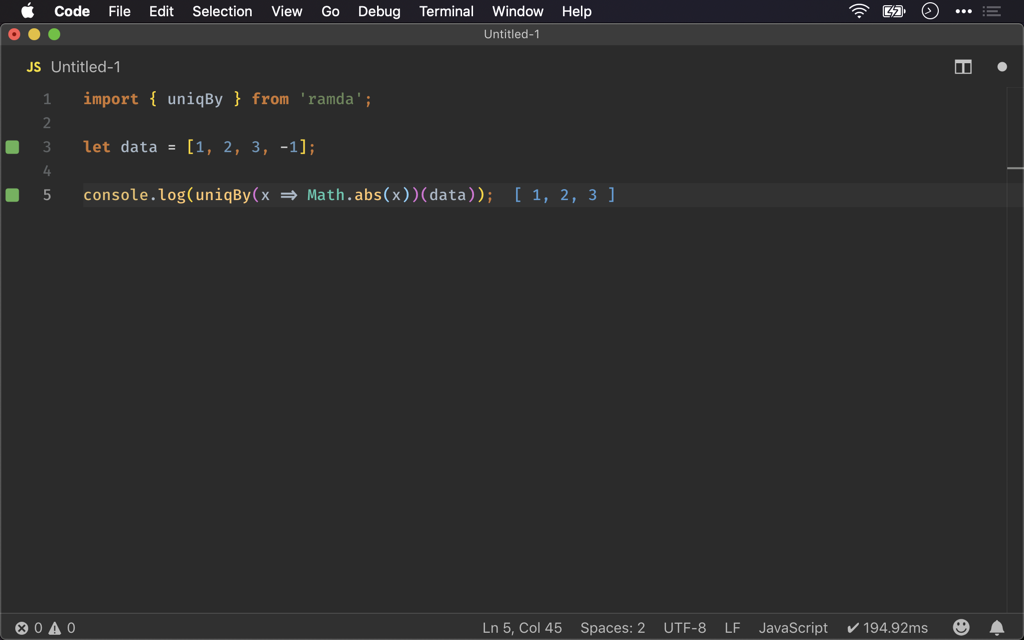 Code File Edit Selection View Go Debug Terminal Window Help
Untitled-1
JS Untitled-1
1 import { uniqBy } from 'ramda';
2
3 let data = [1, 2, 3, -1];
4
5 console.log(uniqBy(x => Math.abs(x))(data)); [ 1, 2, 3 ]
0 0 Ln 5, Col 45 Spaces: 2 UTF-8 LF JavaScript ✔ 194.92ms